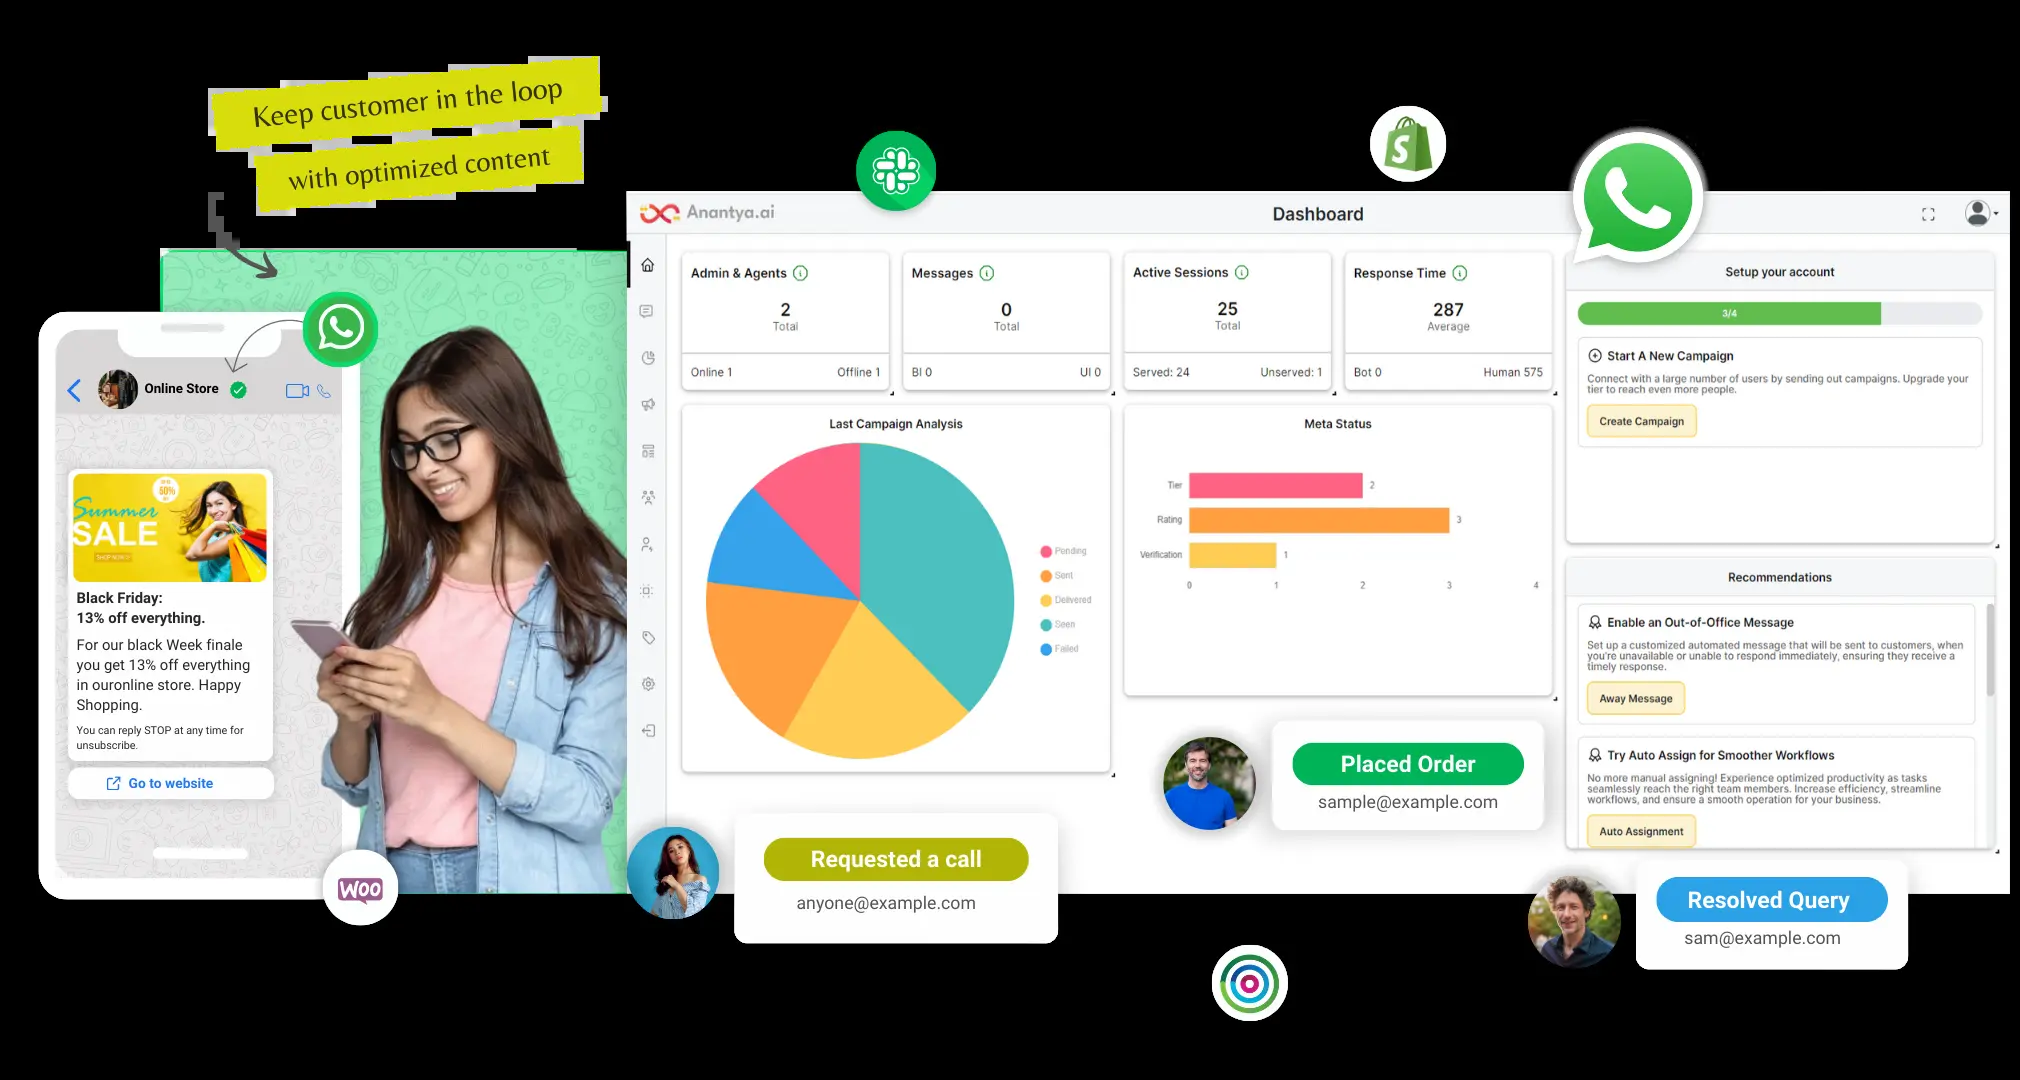 Keep customer in the loop
with optimized content
Online Store
UP TO
50%
Summer
SALE
SHOP NOW
Black Friday:
13% off everything.
For our black Week finale
you get 13% off everything
in ouronline store. Happy
Shopping.
You can reply STOP at any time for
unsubscribe.
Go to website
WOO
Anantya.ai
Dashboard
Admin & Agents
2
Total
Online 1
Offline 1
Messages
0
Total
BI 0
UI 0
Active Sessions
25
Total
Served: 24
Unserved: 1
Response Time
287
Average
Bot 0
Human 575
Last Campaign Analysis
Pending
Sent
Delivered
Seen
Failed
Meta Status
Tier
2
Rating
3
Verification
1
0 1 2 3 4
Setup your account
3/4
Start A New Campaign
Connect with a large number of users by sending out campaigns. Upgrade your
tier to reach even more people.
Create Campaign
Recommendations
Enable an Out-of-Office Message
Set up a customized automated message that will be sent to customers, when
you're unavailable or unable to respond immediately, ensuring they receive a
timely response.
Away Message
Try Auto Assign for Smoother Workflows
No more manual assigning! Experience optimized productivity as tasks
seamlessly reach the right team members. Increase efficiency, streamline
workflows, and ensure a smooth operation for your business.
Auto Assignment
Placed Order
sample@example.com
Requested a call
anyone@example.com
Resolved Query
sam@example.com